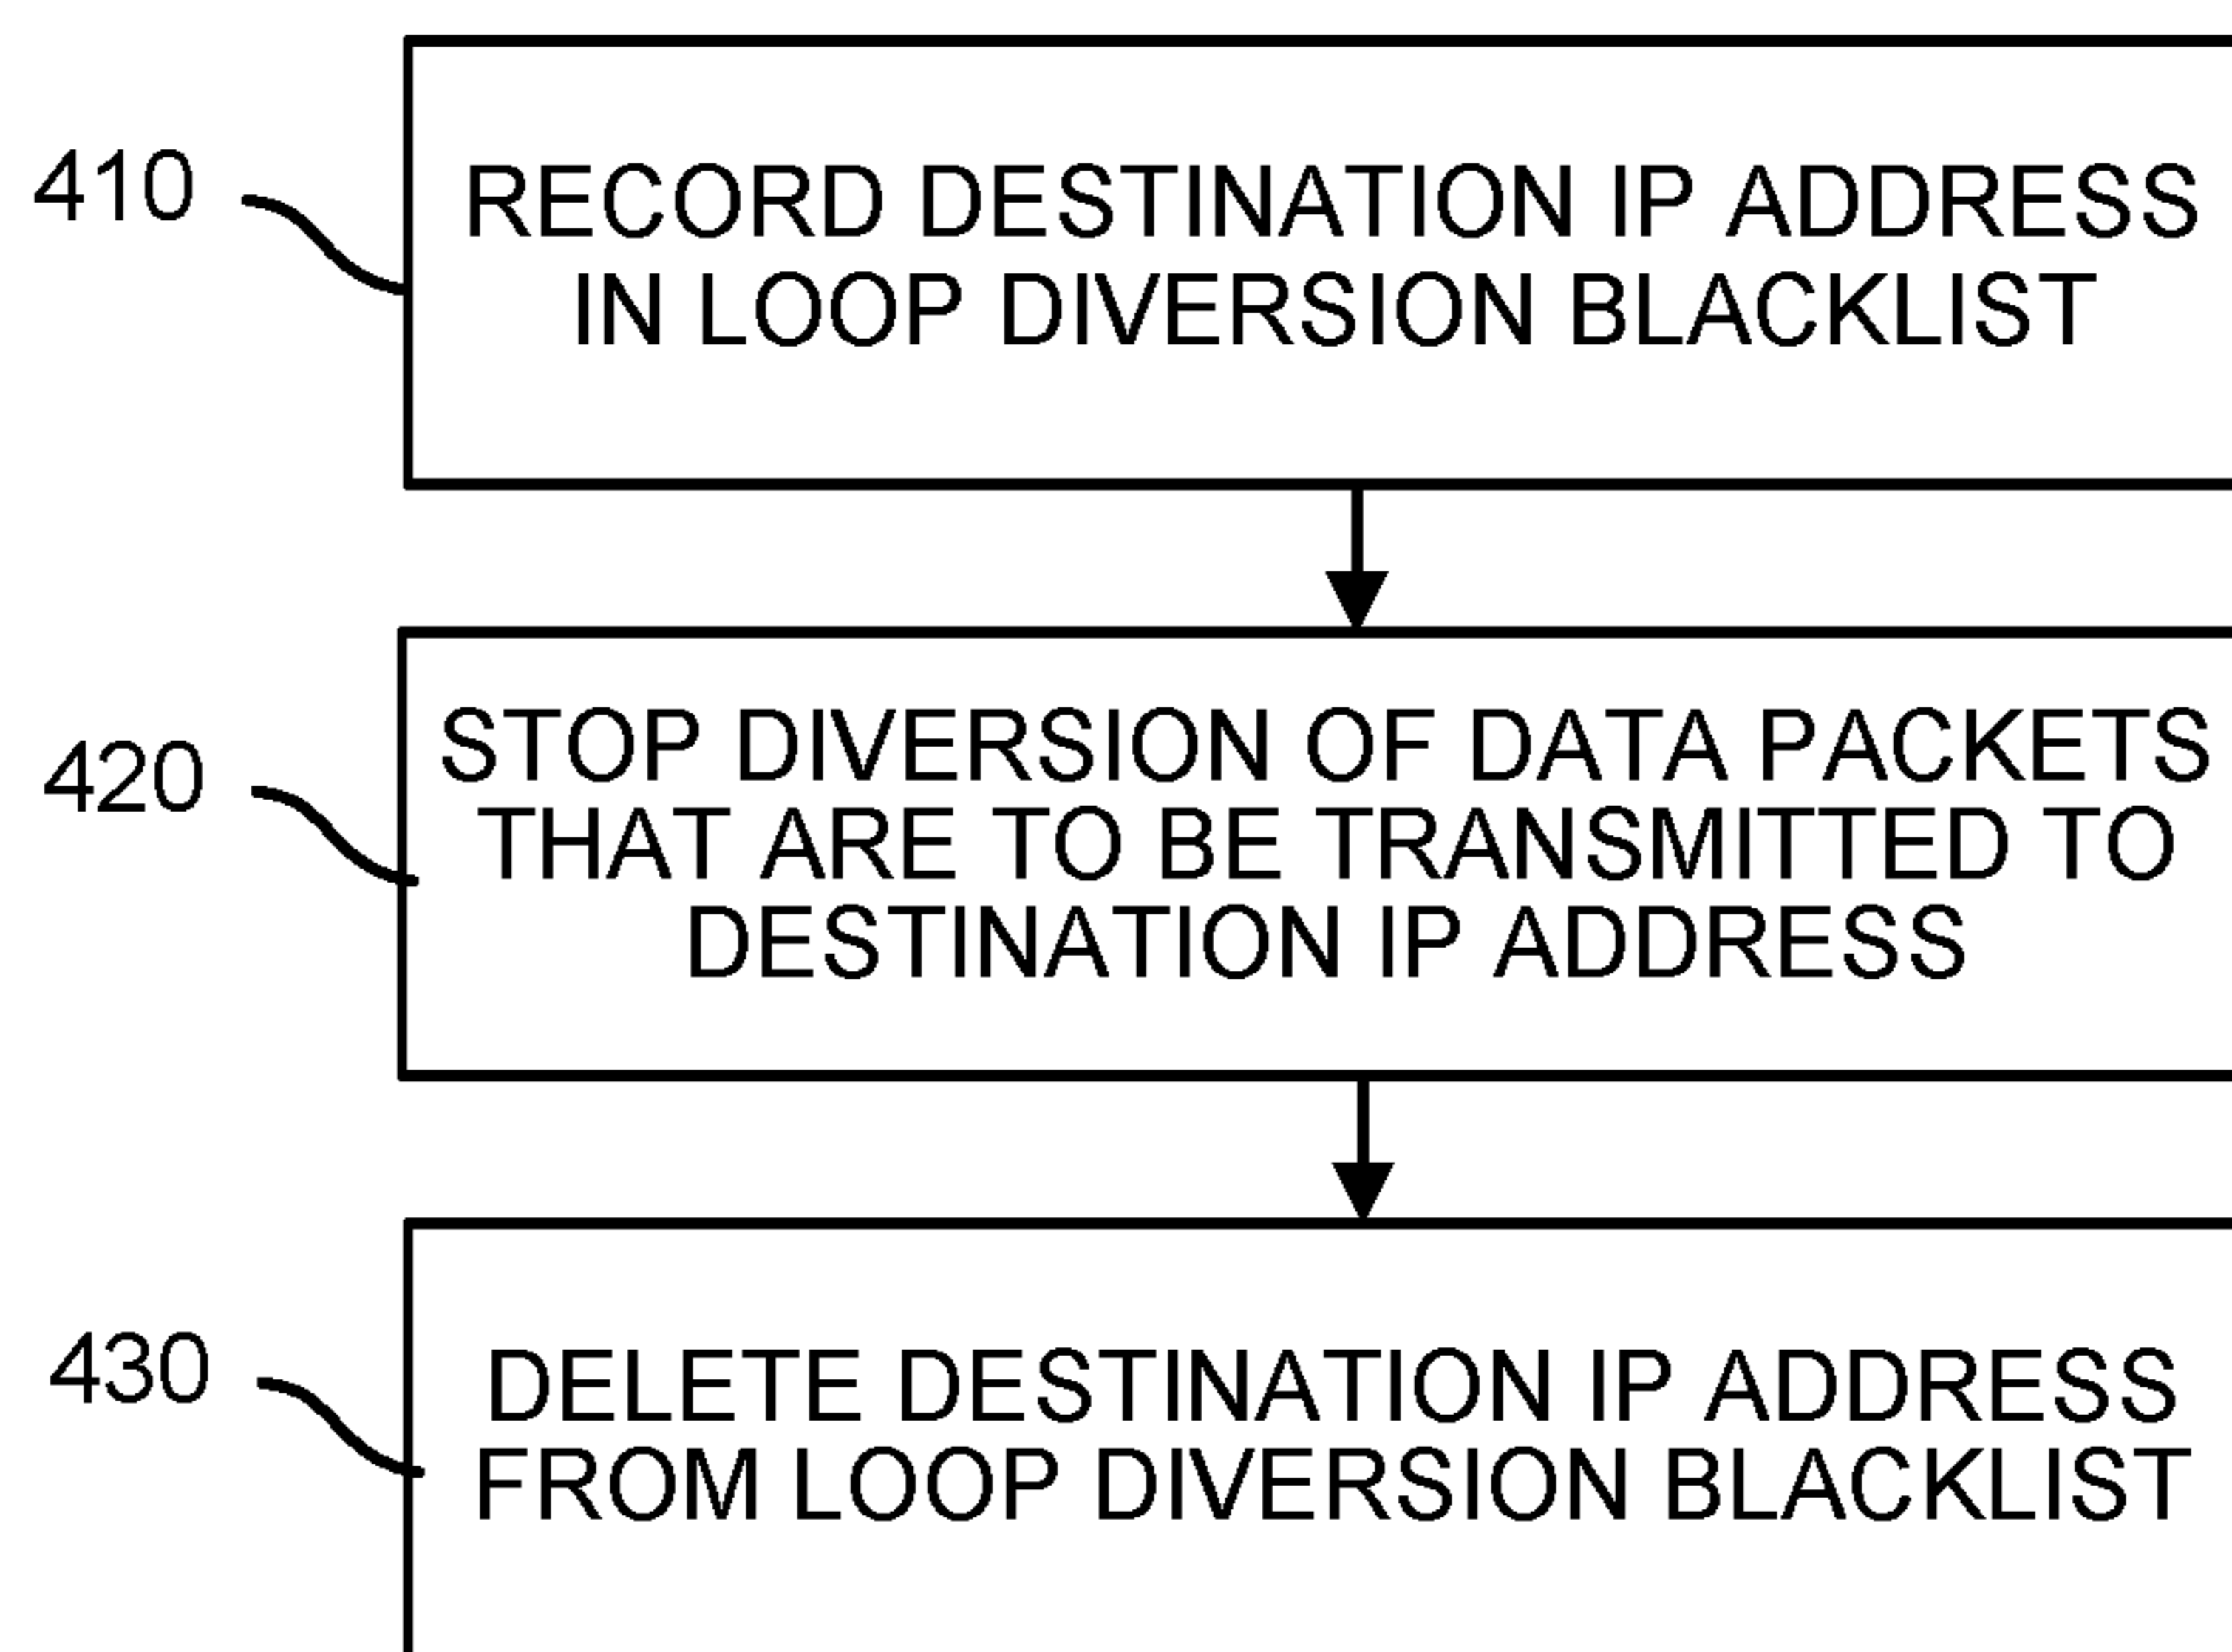 410
RECORD DESTINATION IP ADDRESS
IN LOOP DIVERSION BLACKLIST
420
STOP DIVERSION OF DATA PACKETS
THAT ARE TO BE TRANSMITTED TO
DESTINATION IP ADDRESS
430
DELETE DESTINATION IP ADDRESS
FROM LOOP DIVERSION BLACKLIST